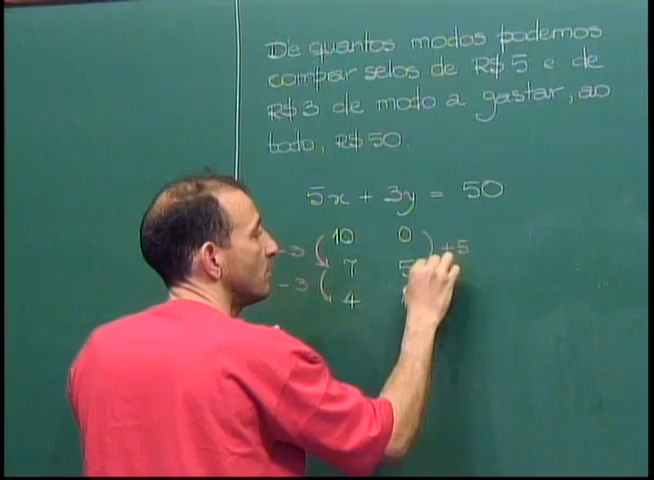 De quantos modos podemos
comprar selos de R$5 e de
R$3 de modo a gastar, ao
todo, R$50.
5x + 3y = 50
10 0
-3 +5
7 5
-3
4